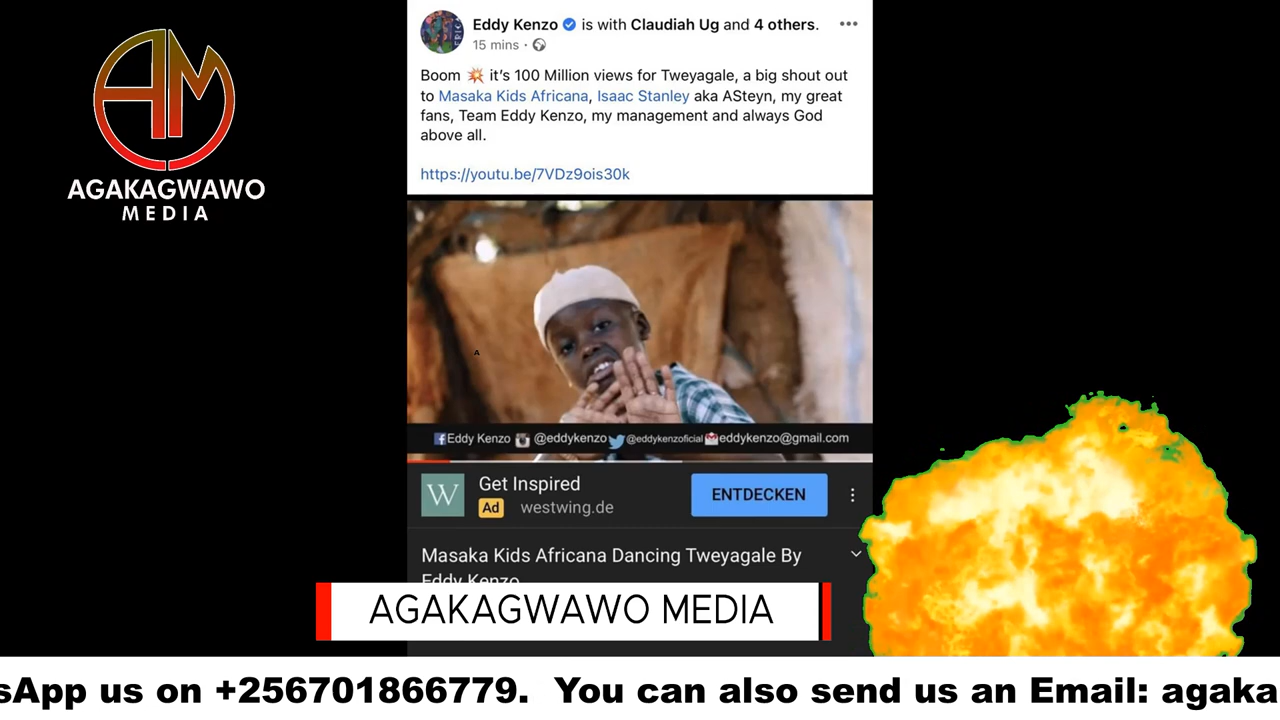 AM
AGAKAGWAWO
MEDIA
Eddy Kenzo is with Claudiah Ug and 4 others.
15 mins ·
Boom 💥 it's 100 Million views for Tweyagale, a big shout out
to Masaka Kids Africana, Isaac Stanley aka ASteyn, my great
fans, Team Eddy Kenzo, my management and always God
above all.
https://youtu.be/7VDz9ois30k
A
Eddy Kenzo @eddykenzo @eddykenzoficial eddykenzo@gmail.com
W
Get Inspired
Ad westwing.de
ENTDECKEN
Masaka Kids Africana Dancing Tweyagale By
Eddy Kenzo
AGAKAGWAWO MEDIA
sApp us on +256701866779. You can also send us an Email: agaka